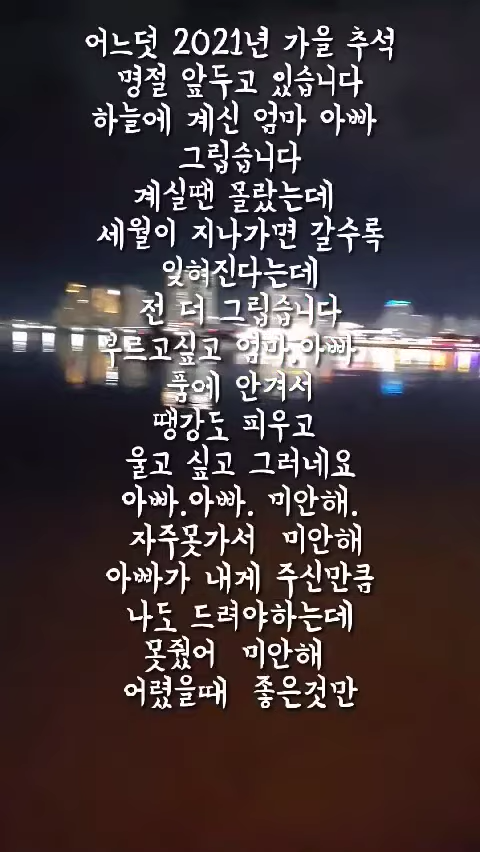 어느덧 2021년 가을 추석
명절 앞두고 있습니다
하늘에 계신 엄마 아빠
그립습니다
계실땐 몰랐는데
세월이 지나가면 갈수록
잊혀진다는데
전 더 그립습니다
부르고싶고 엄마.아빠
품에 안겨서
땡강도 피우고
울고 싶고 그러네요
아빠.아빠. 미안해.
자주못가서 미안해
아빠가 내게 주신만큼
나도 드려야하는데
못줬어 미안해
어렸을때 좋은것만